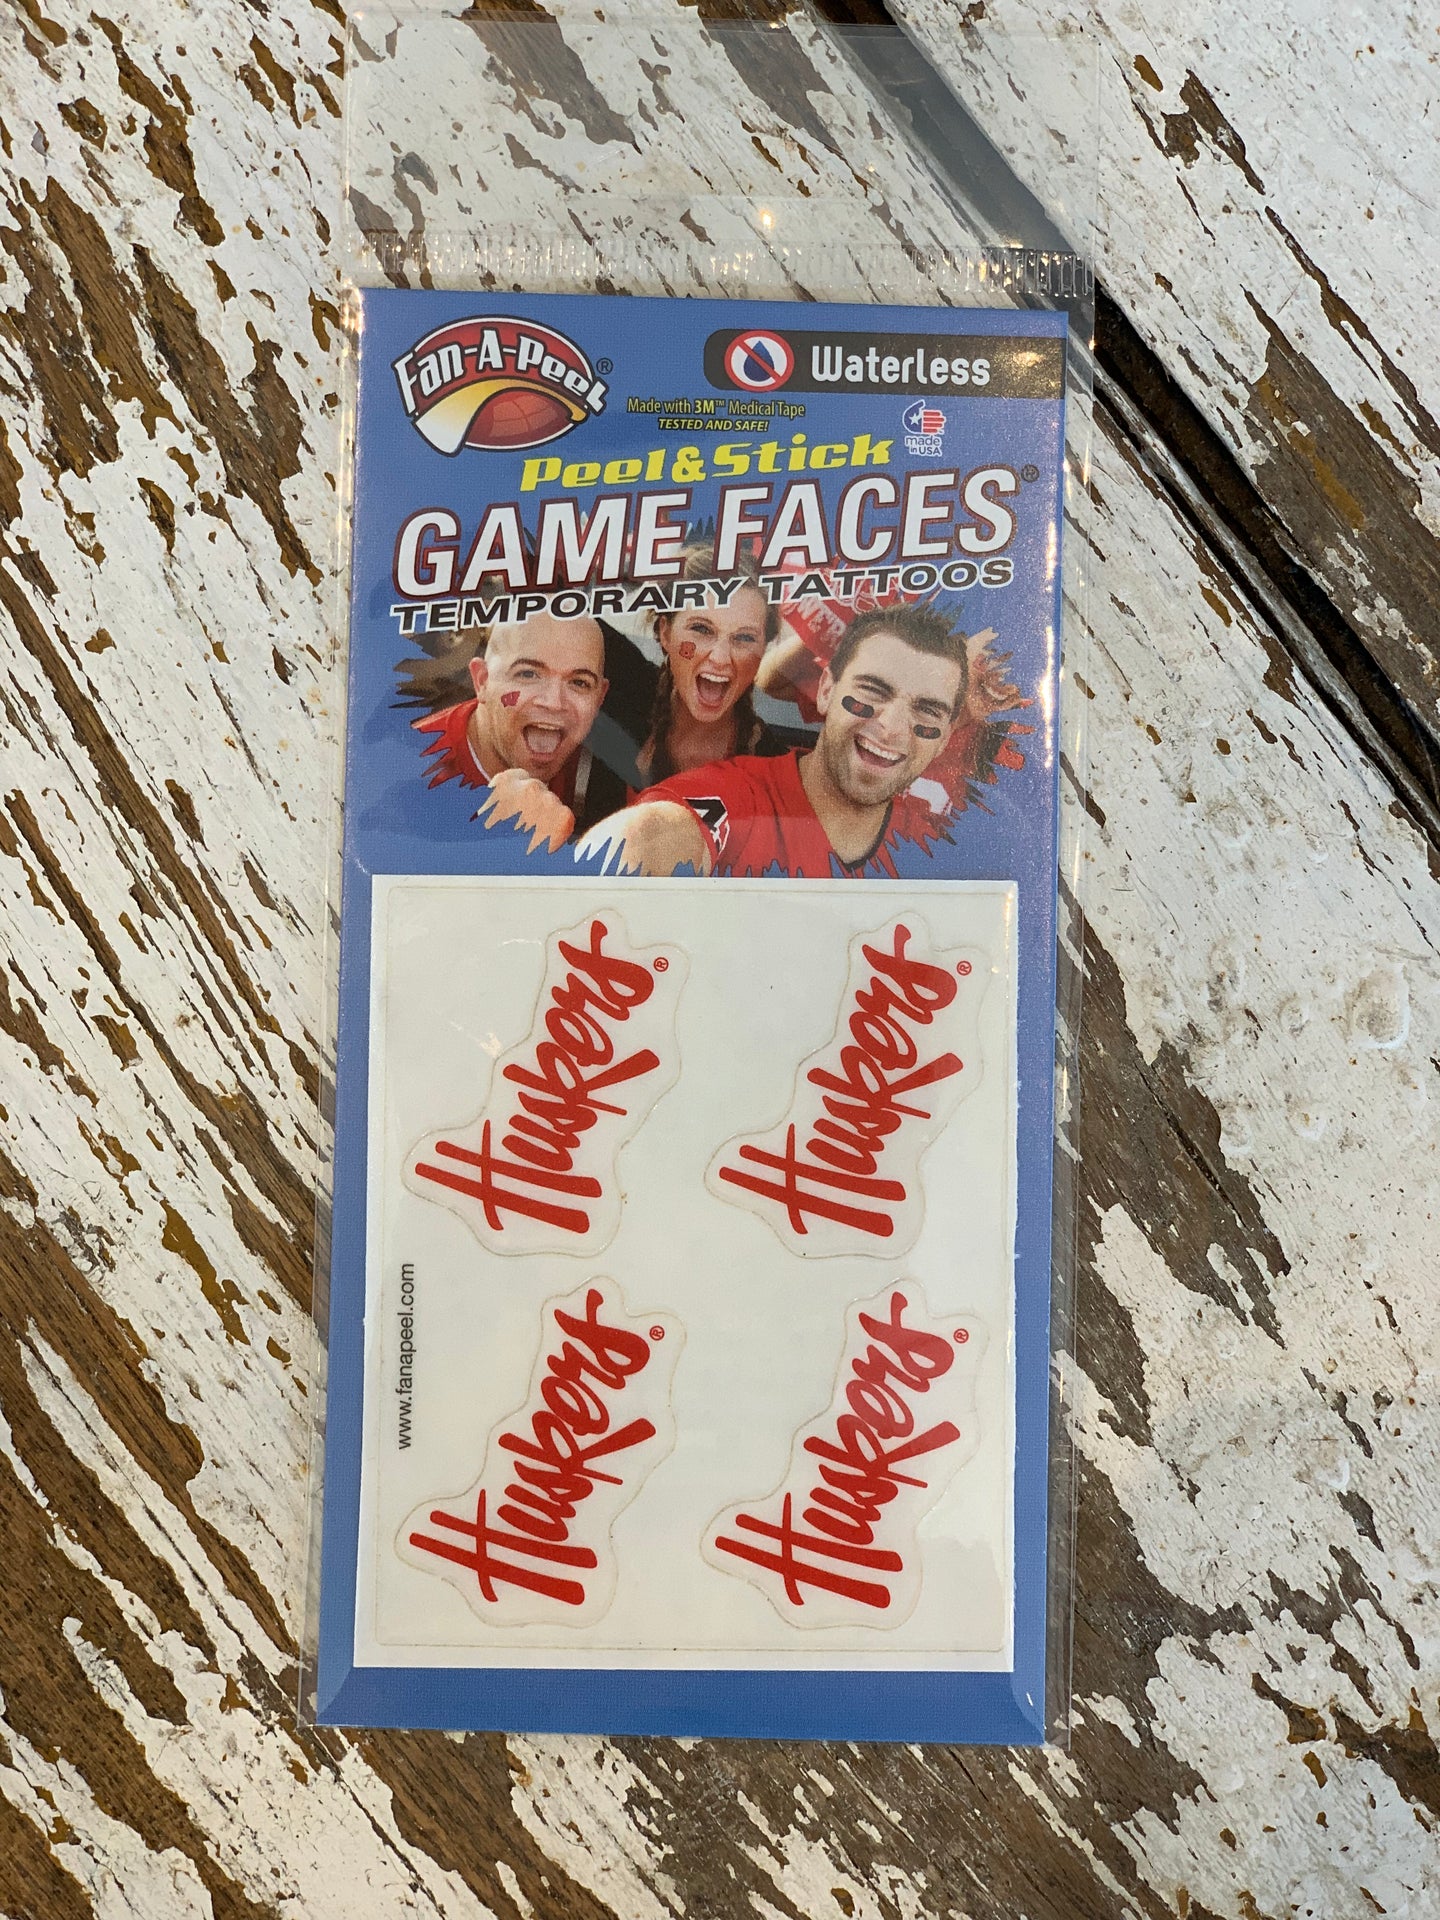 Fan-A-Peel®
Waterless
Made with 3M™ Medical Tape
TESTED AND SAFE!
made
in USA
Peel & Stick
GAME FACES®
TEMPORARY TATTOOS
Huskers®
Huskers®
www.fanapeel.com
Huskers®
Huskers®